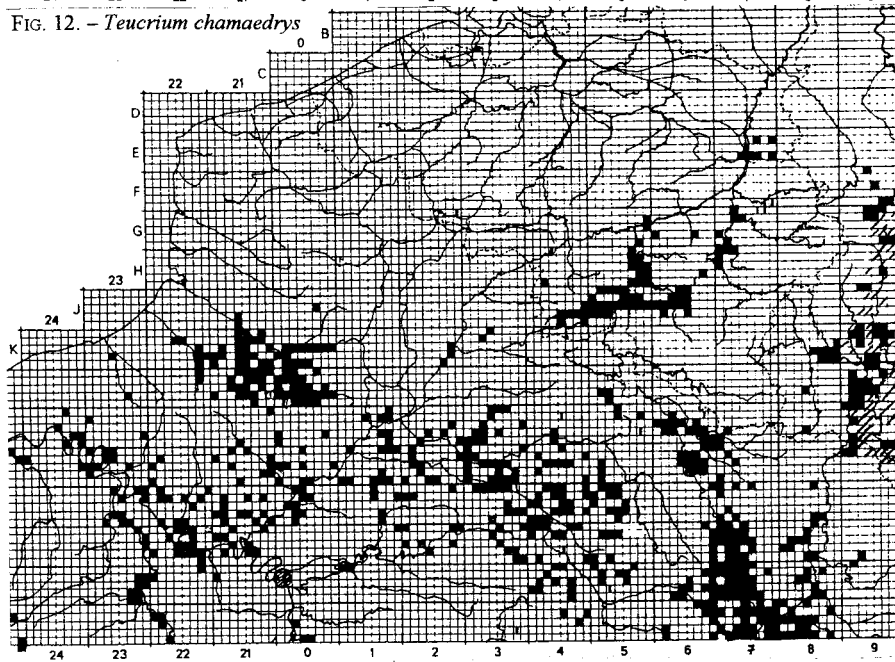 FIG. 12. – Teucrium chamaedrys
B
0
C
22 21
D
E
F
G
H
23
J
24
K
24 23 22 21 0 1 2 3 4 5 6 7 8 9